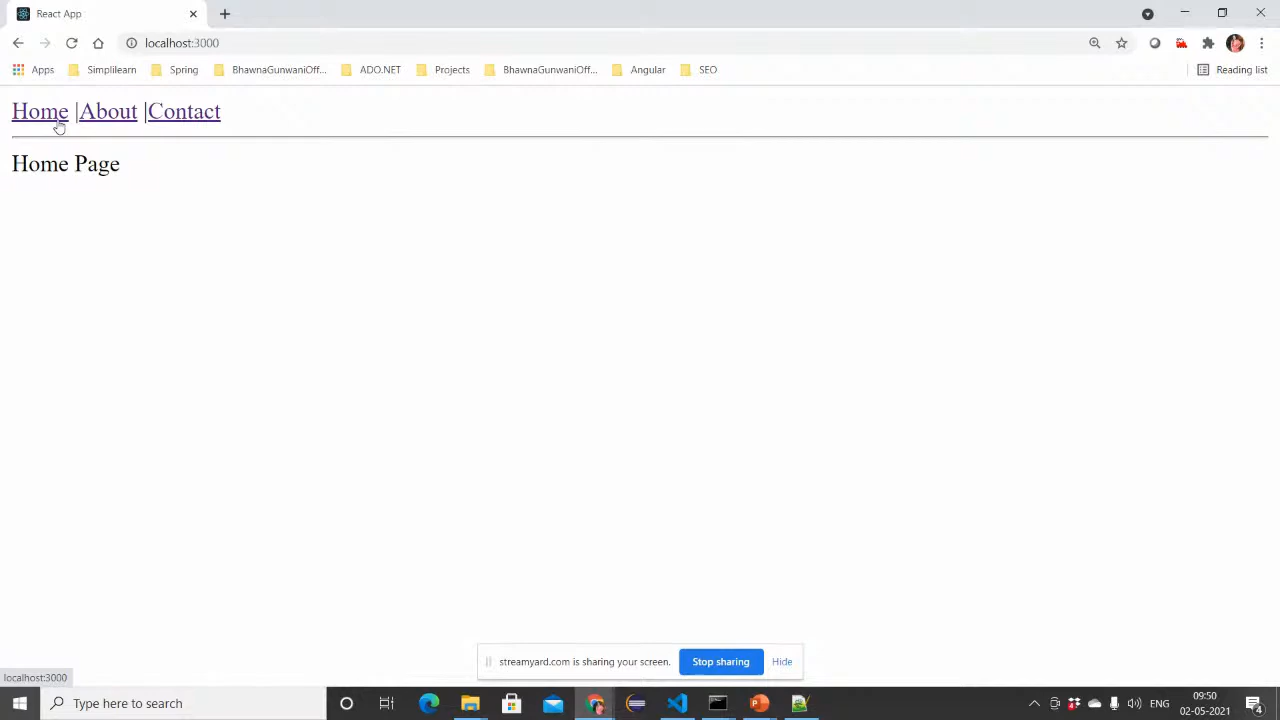 React App
localhost:3000
Apps Simplilearn Spring BhawnaGunwaniOff... ADO.NET Projects BhawnaGunwaniOff... Angular SEO Reading list
Home |About |Contact
Home Page
streamyard.com is sharing your screen. Stop sharing Hide
localhost:3000
Type here to search
ENG
09:50
02-05-2021
4